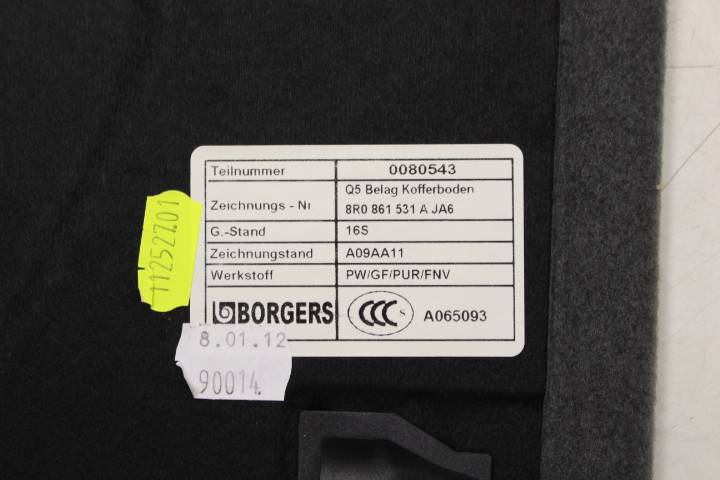 Teilnummer 0080543
Zeichnungs - Nr Q5 Belag Kofferboden
8R0 861 531 A JA6
G.-Stand 16S
Zeichnungstand A09AA11
Werkstoff PW/GF/PUR/FNV
BORGERS CCC S A065093
11252701
8.01.12
90014